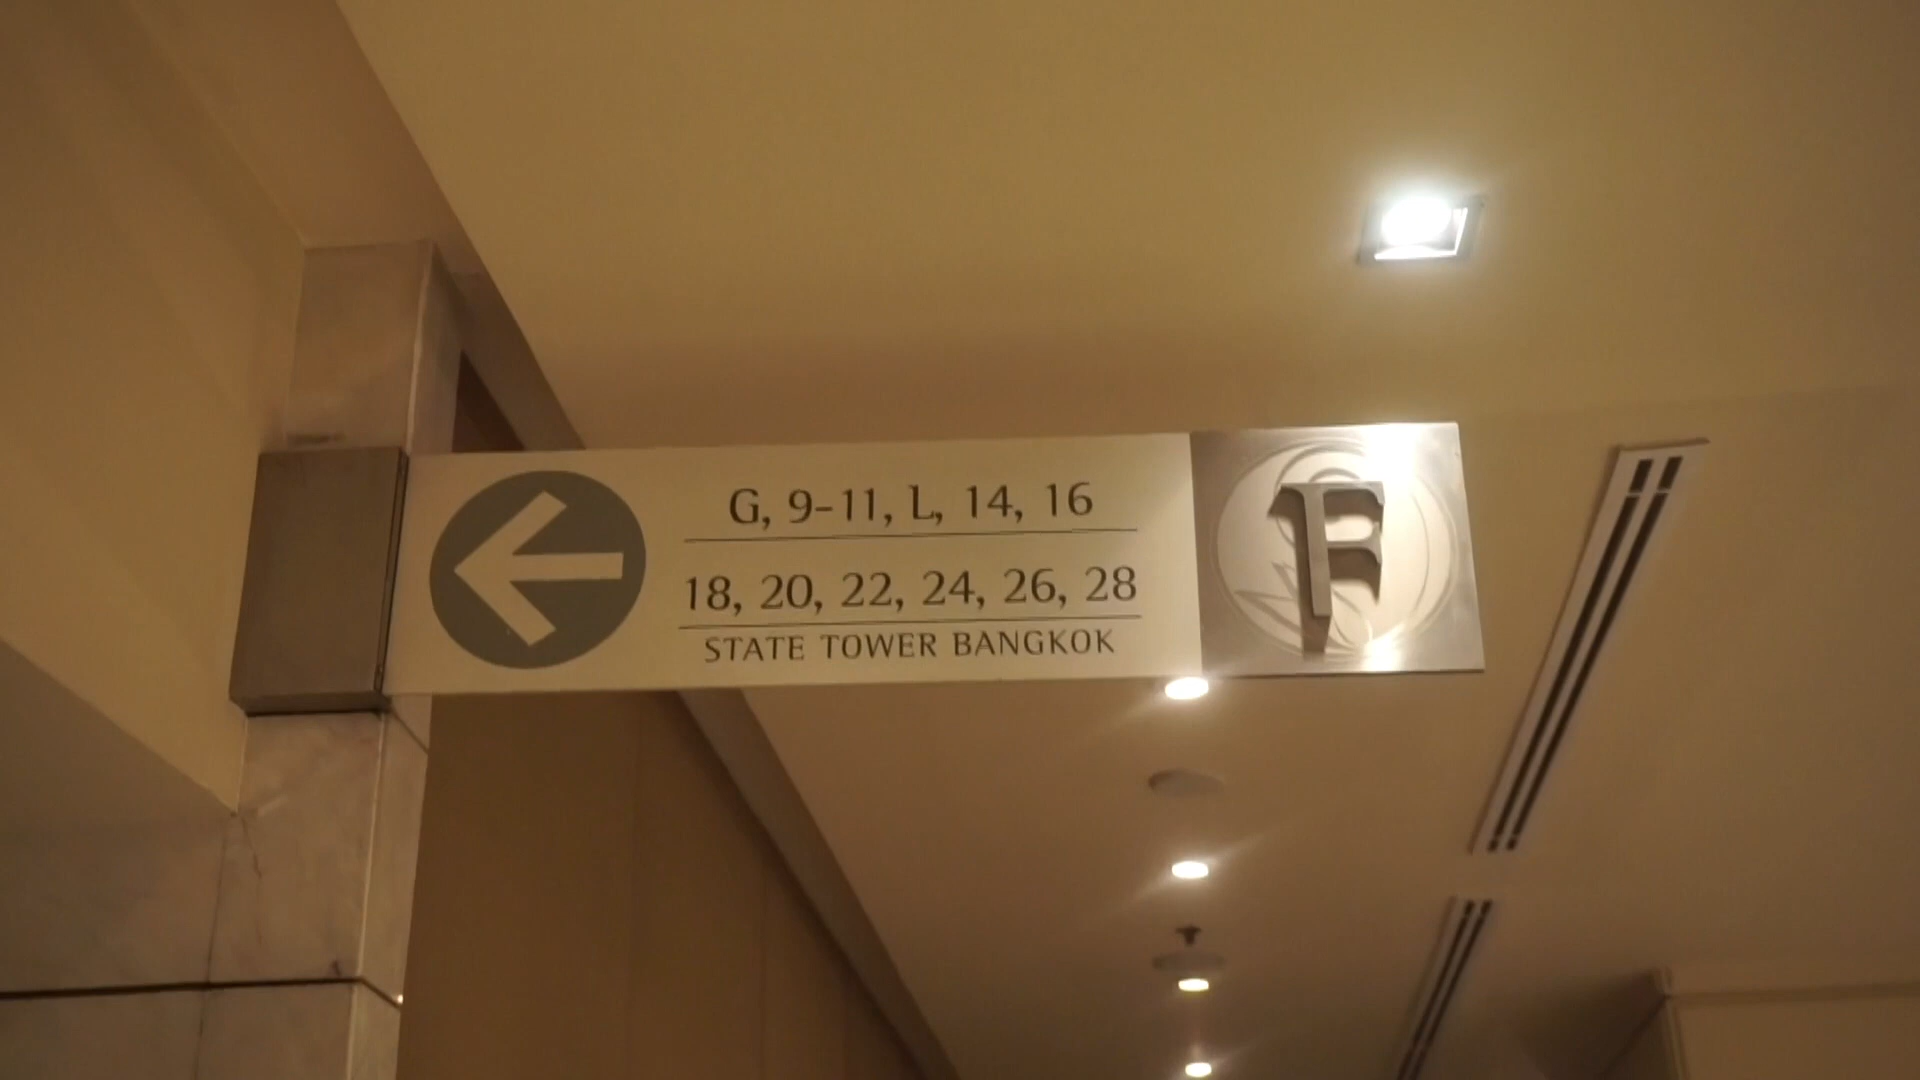 G, 9-11, L, 14, 16
18, 20, 22, 24, 26, 28
STATE TOWER BANGKOK
F